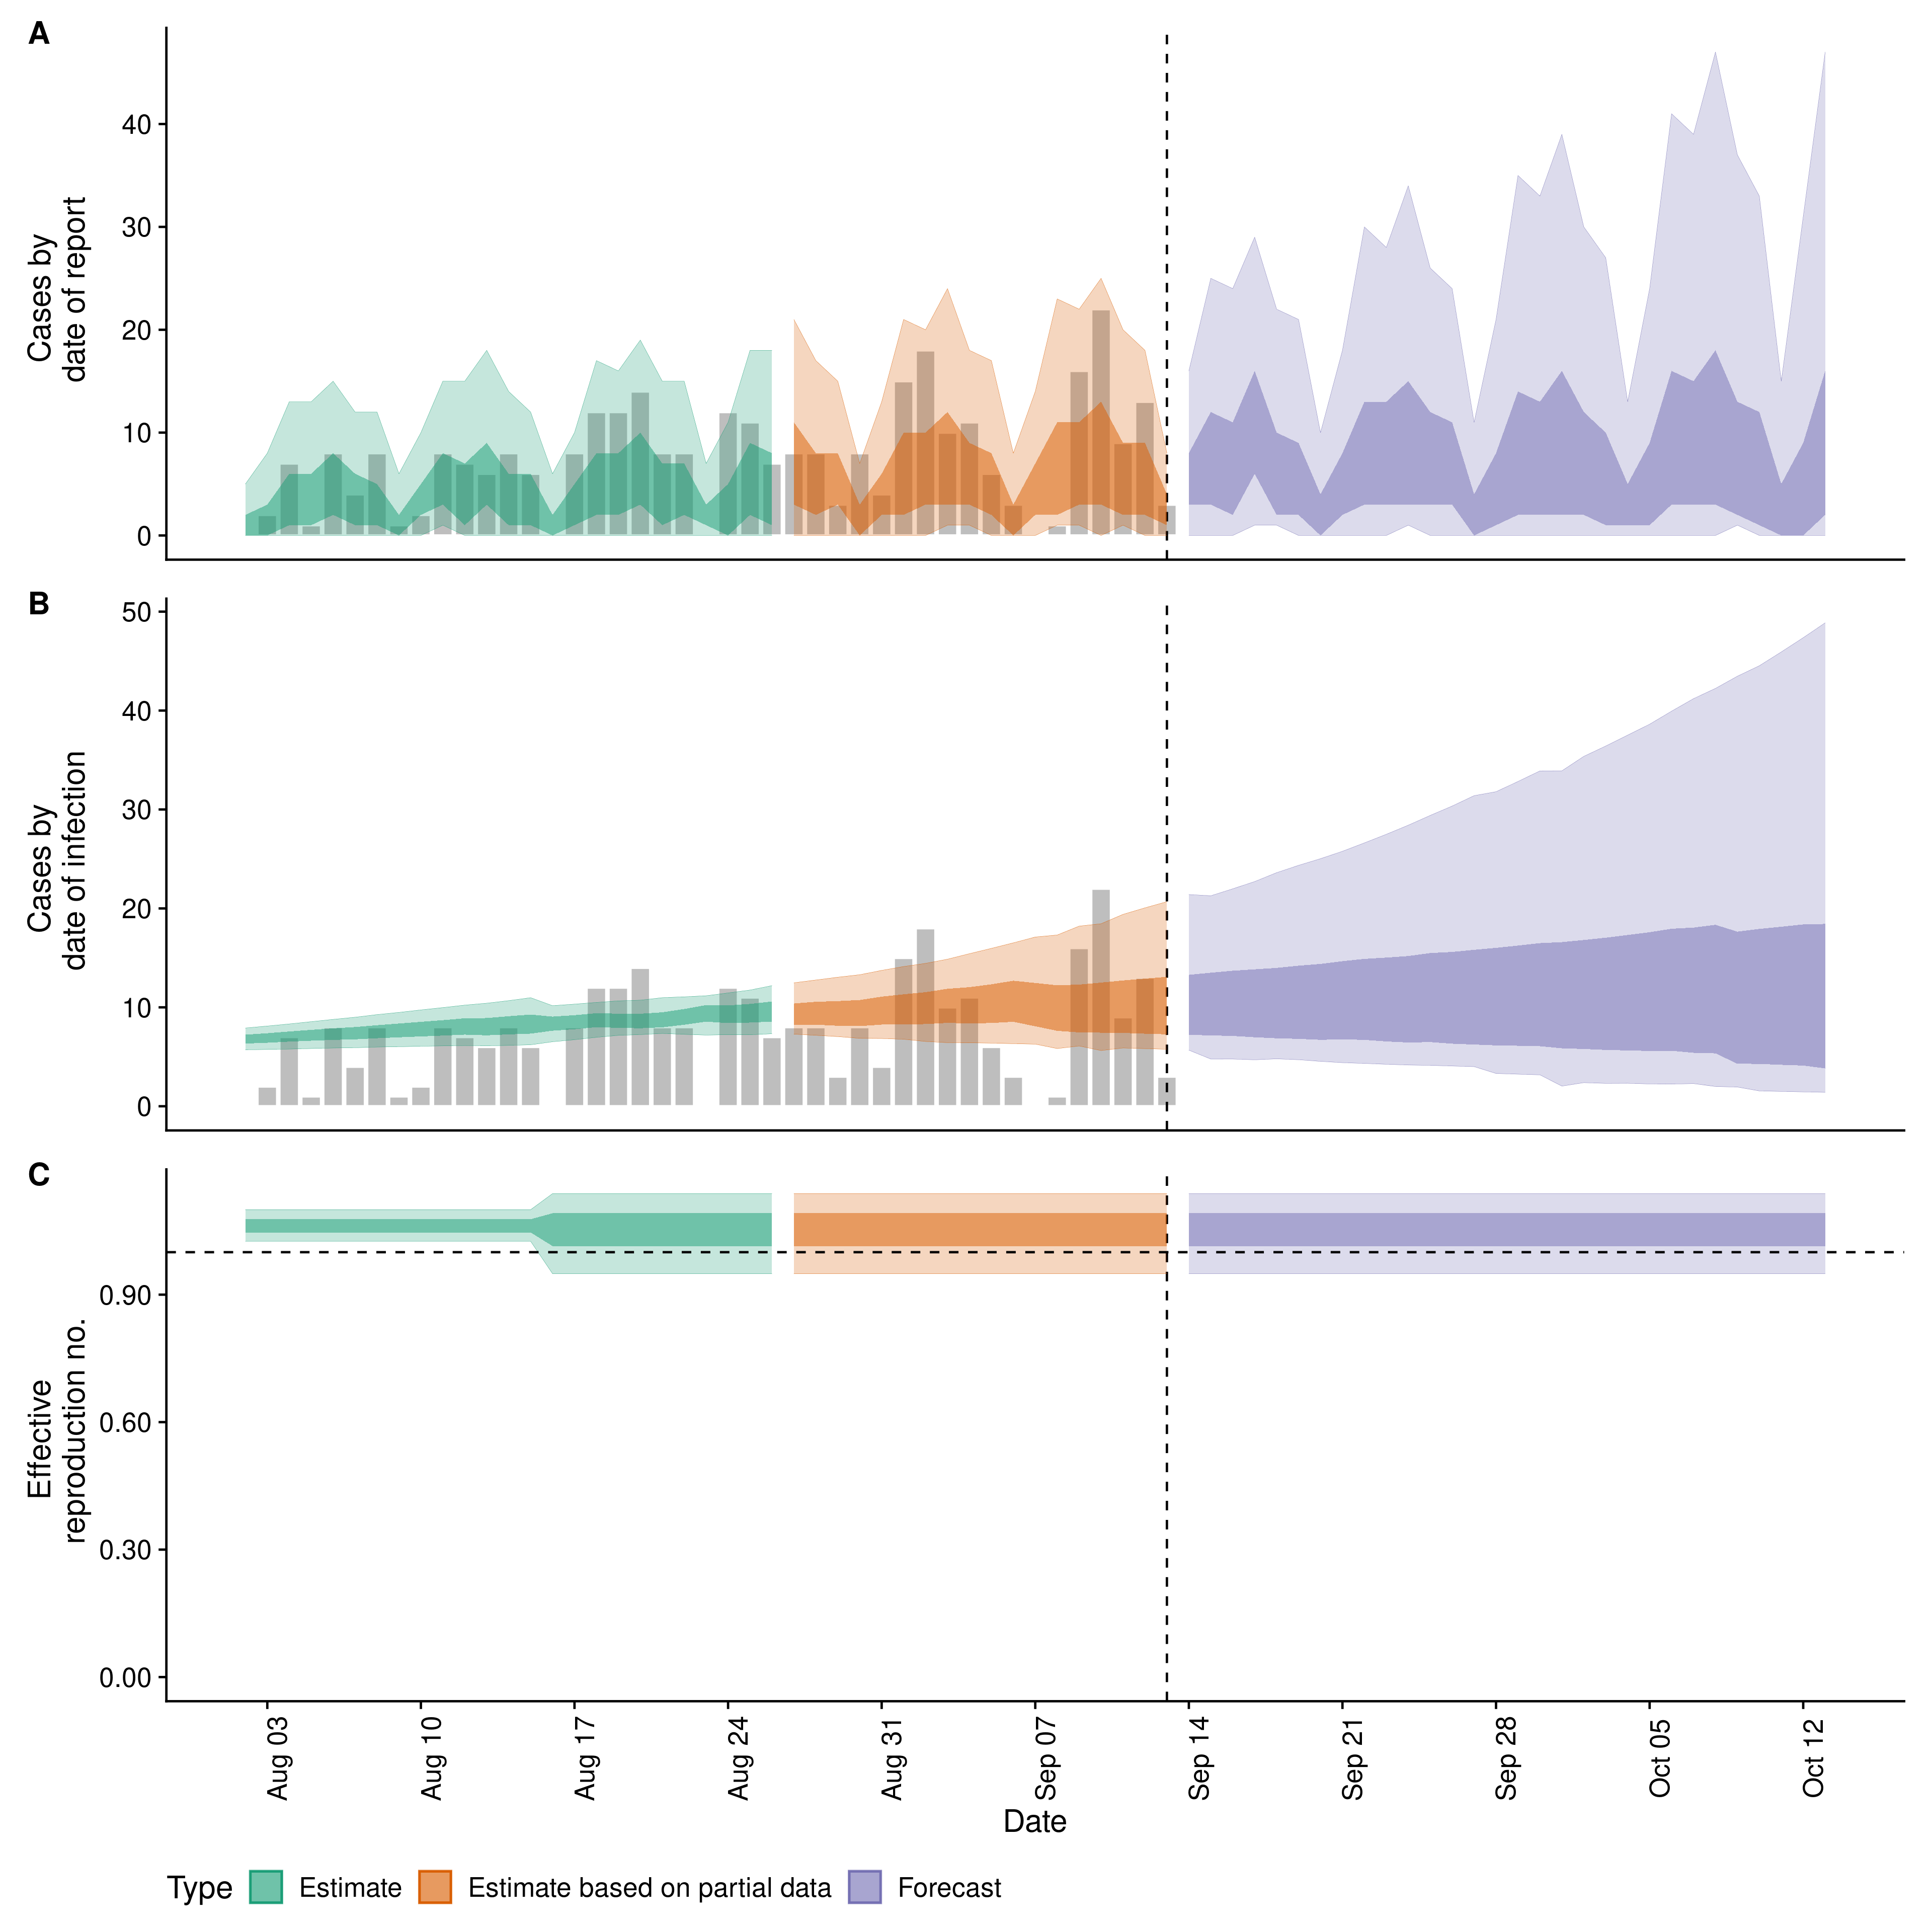 A
Cases by
date of report
40
30
20
10
0
B
Cases by
date of infection
50
40
30
20
10
0
C
Effective
reproduction no.
0.90
0.60
0.30
0.00
Aug 03
Aug 10
Aug 17
Aug 24
Aug 31
Sep 07
Sep 14
Sep 21
Sep 28
Oct 05
Oct 12
Date
Type Estimate Estimate based on partial data Forecast